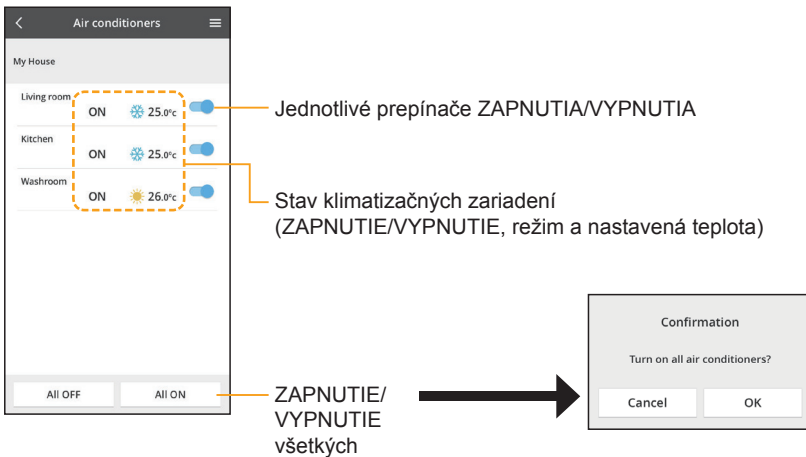 Air conditioners
My House
Living room
ON 25.0°c
Kitchen
ON 25.0°c
Washroom
ON 26.0°c
All OFF All ON
Jednotlivé prepínače ZAPNUTIA/VYPNUTIA
Stav klimatizačných zariadení
(ZAPNUTIE/VYPNUTIE, režim a nastavená teplota)
ZAPNUTIE/
VYPNUTIE
všetkých
Confirmation
Turn on all air conditioners?
Cancel OK